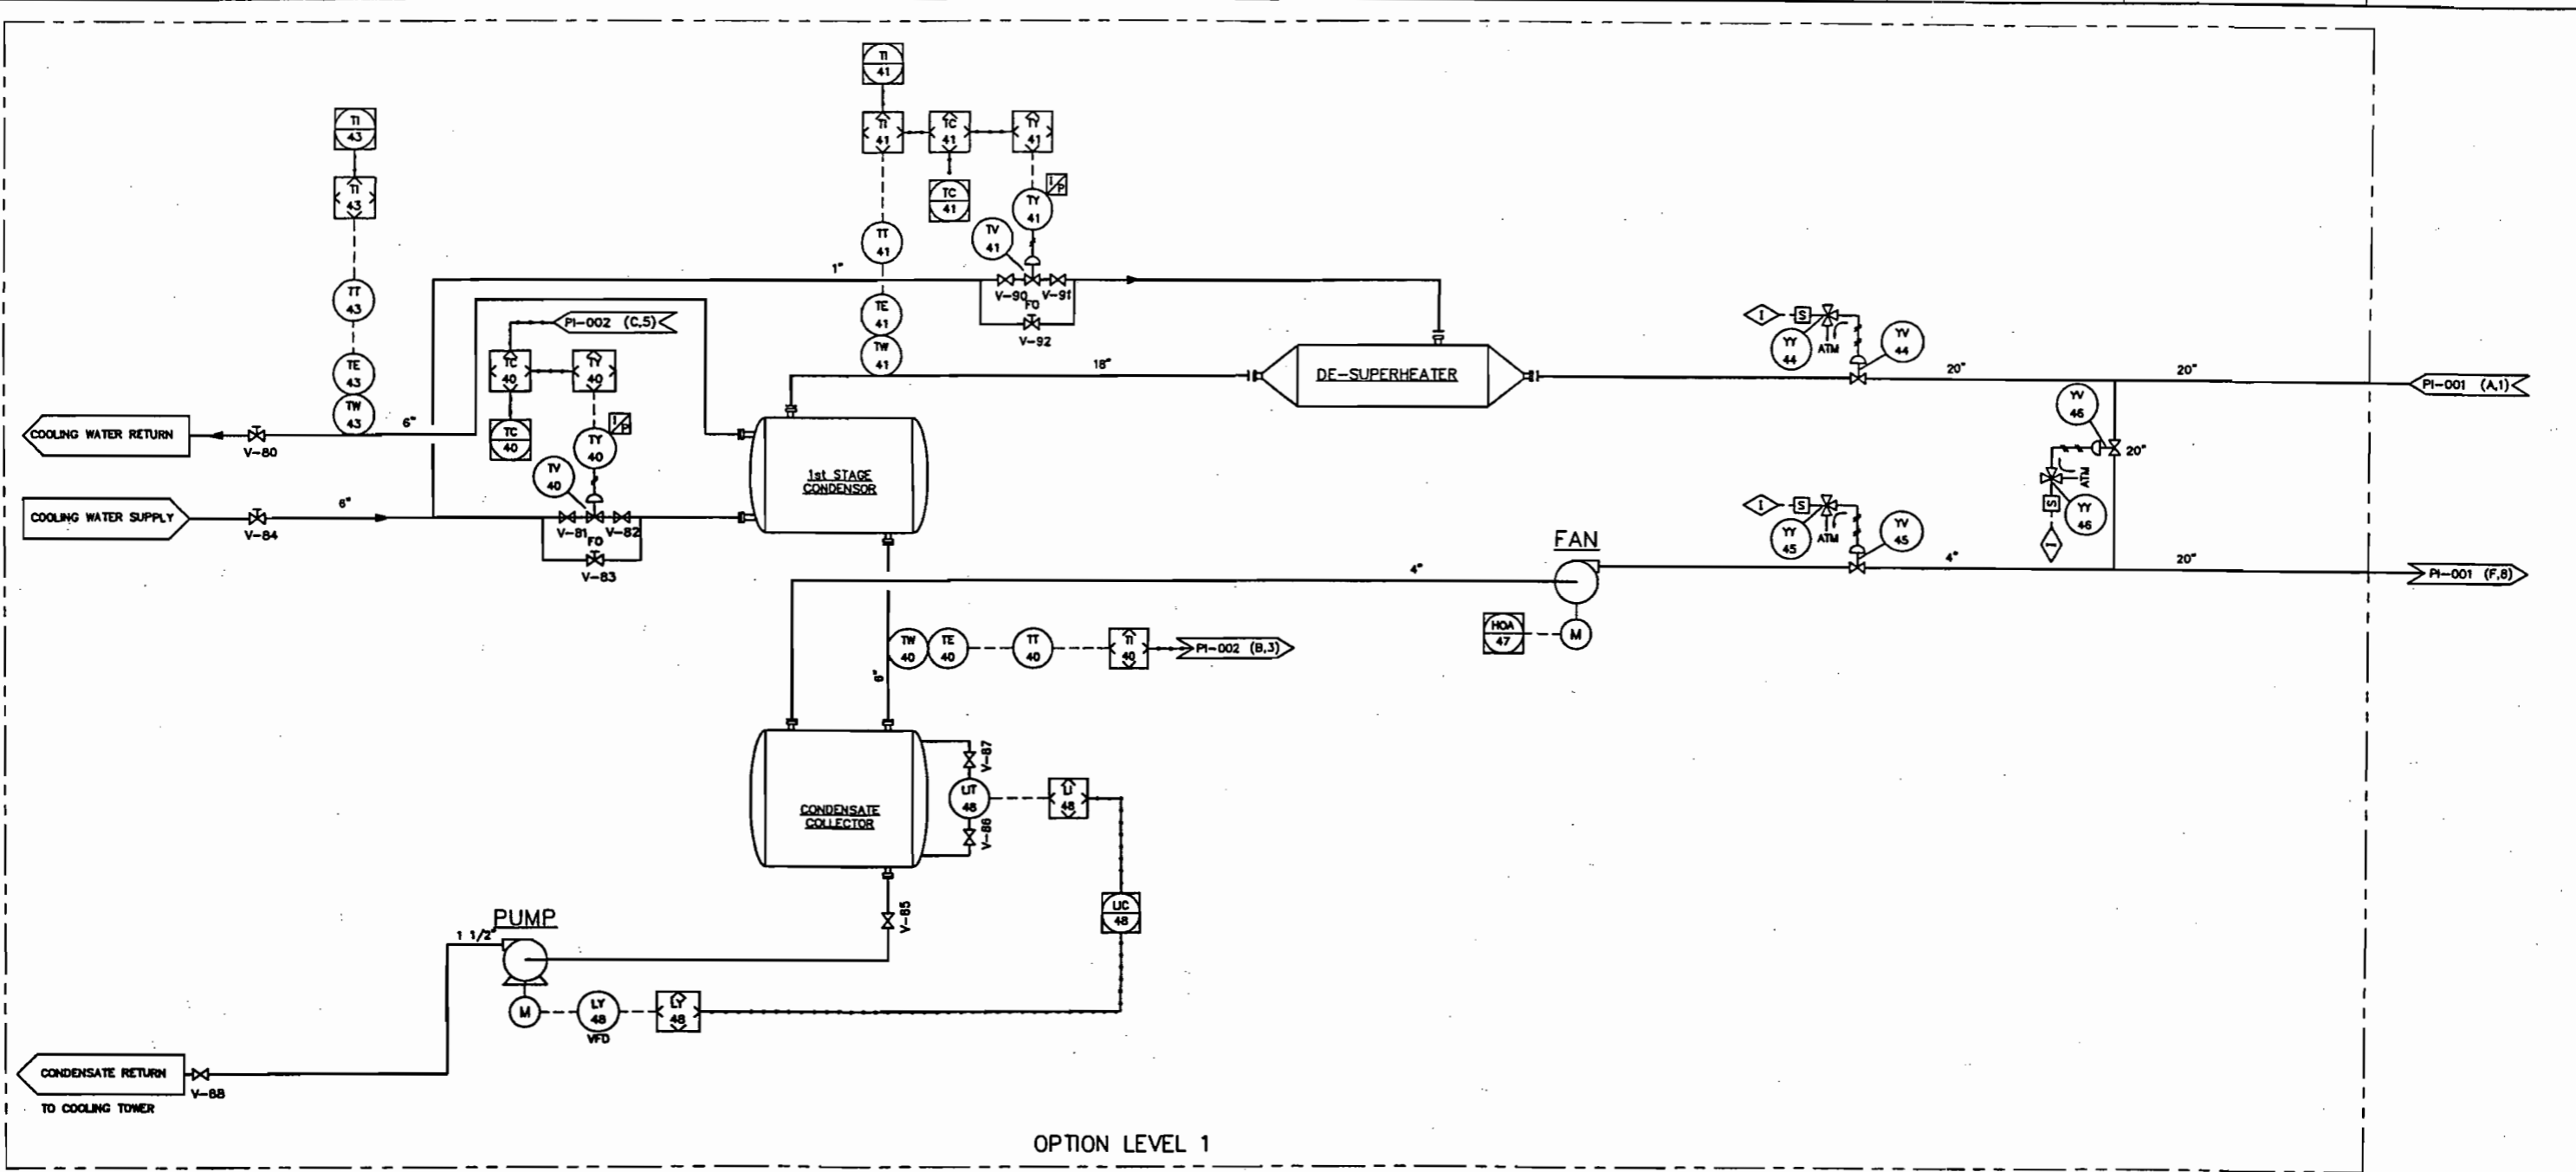 TI
41
TI
43
TI
41
TC
41
TY
41
TI
43
TC
41
I/P
TY
41
TV
41
TT
41
TT
43
1"
V-90
FO
V-91
V-92
TE
41
TW
41
PI-002 (C,5)
TC
40
TY
40
TE
43
TW
43
18"
DE-SUPERHEATER
I
S
YY
44
ATM
YV
44
20"
20"
PI-001 (A,1)
YV
46
20"
ATM
S
YY
46
I
COOLING WATER RETURN
V-80
6"
TC
40
I/P
TY
40
TV
40
1st STAGE
CONDENSOR
COOLING WATER SUPPLY
V-84
6"
V-81
FO
V-82
V-83
I
S
YY
45
ATM
YV
45
FAN
4"
4"
20"
PI-001 (F,8)
HOA
47
M
TW
40
TE
40
TT
40
TI
40
PI-002 (B,3)
6"
V-87
LIT
48
V-86
LI
48
CONDENSATE
COLLECTOR
LIC
48
V-85
PUMP
1 1/2"
M
LY
48
VFD
LY
48
CONDENSATE RETURN
V-88
TO COOLING TOWER
OPTION LEVEL 1